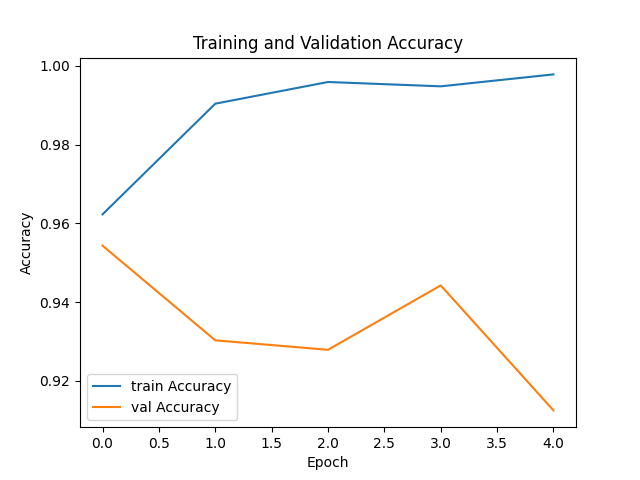 Training and Validation Accuracy
Accuracy
1.00
0.98
0.96
0.94
0.92
train Accuracy
val Accuracy
0.0 0.5 1.0 1.5 2.0 2.5 3.0 3.5 4.0
Epoch